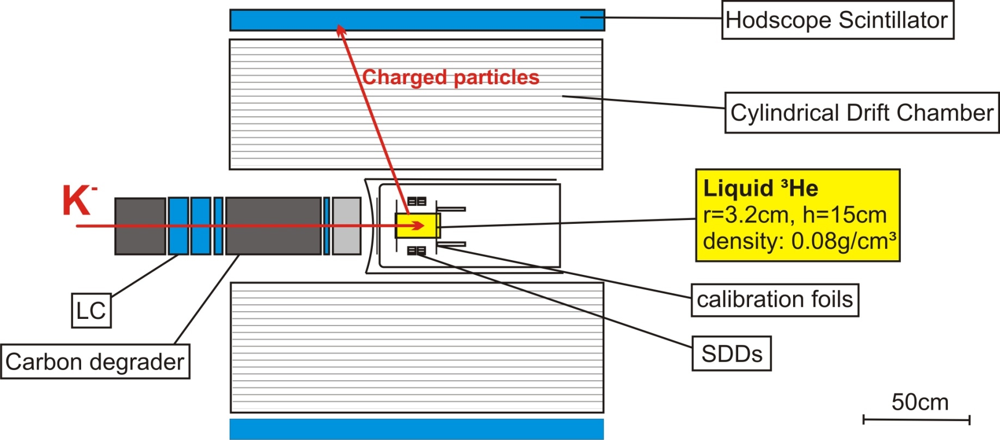 Hodscope Scintillator
Charged particles
Cylindrical Drift Chamber
K⁻
Liquid ³He
r=3.2cm, h=15cm
density: 0.08g/cm³
LC
calibration foils
Carbon degrader
SDDs
50cm